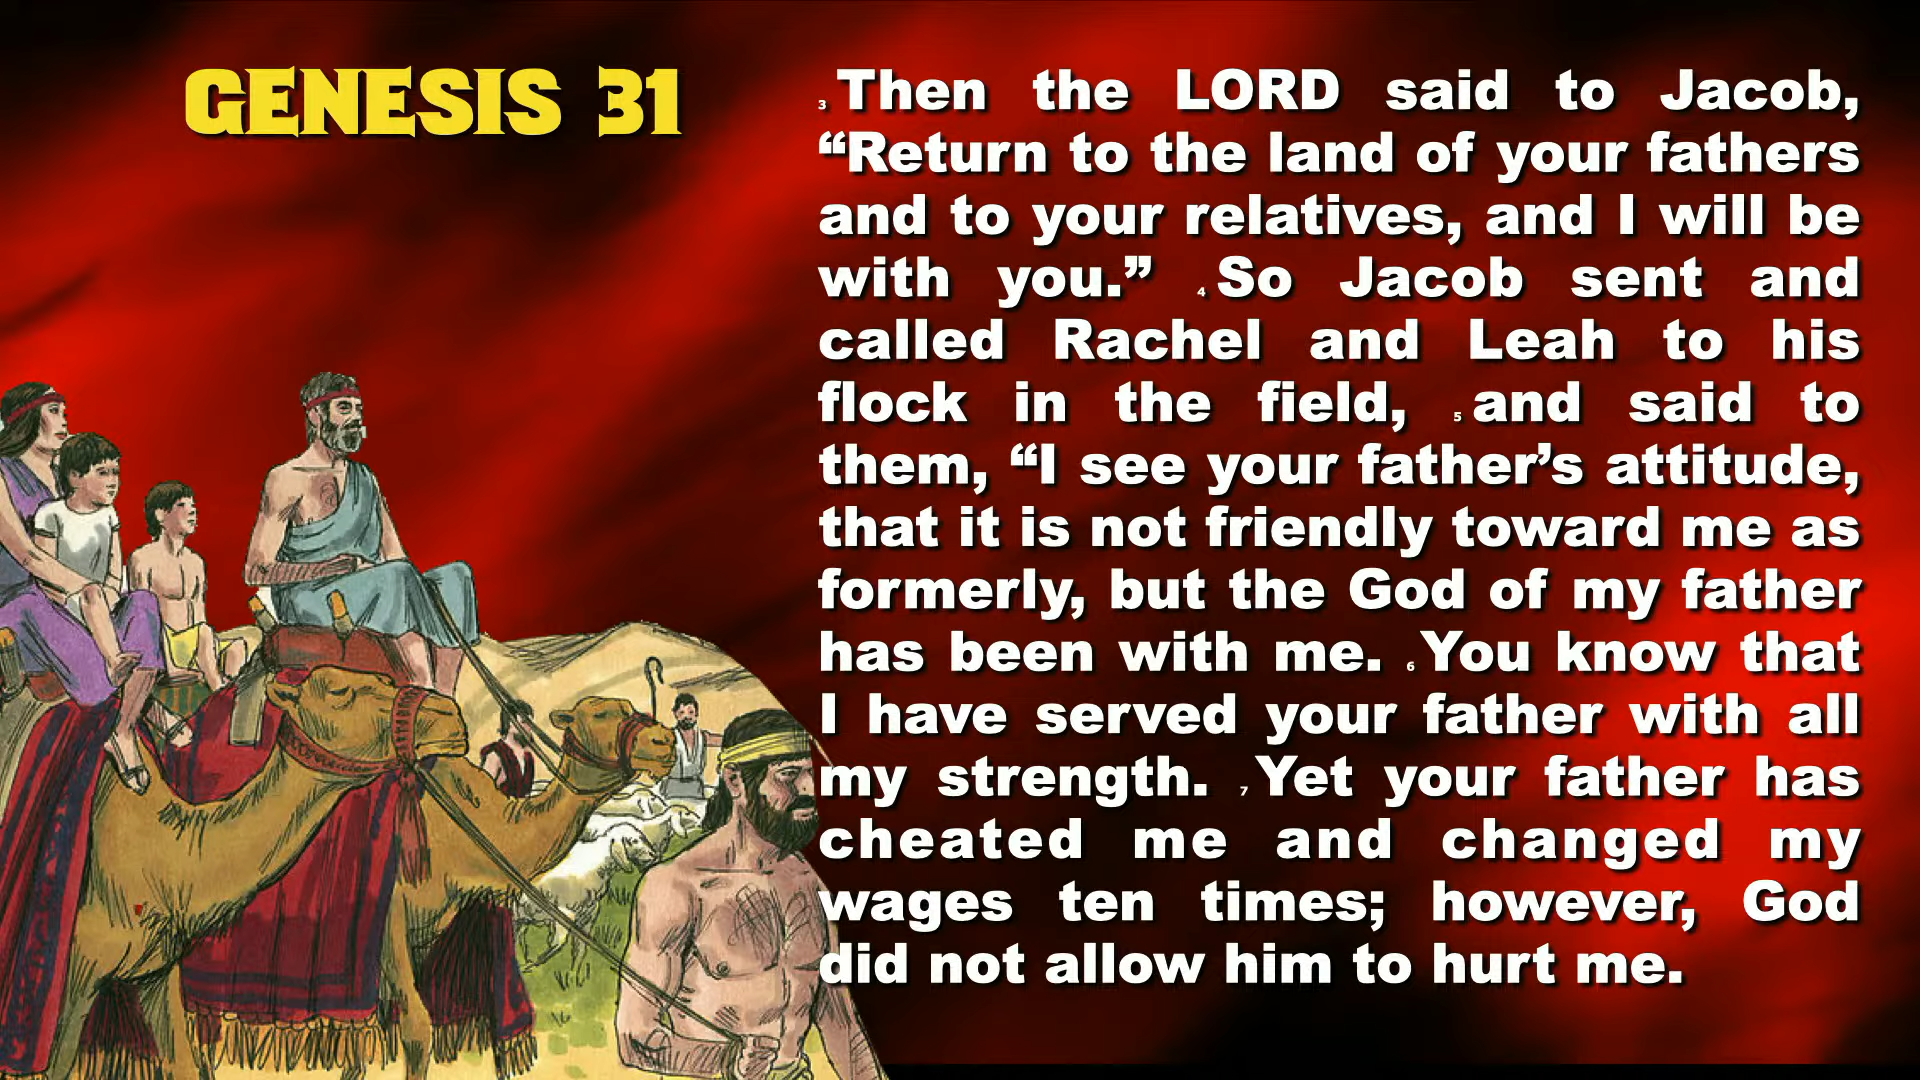 GENESIS 31
3 Then the LORD said to Jacob,
“Return to the land of your fathers
and to your relatives, and I will be
with you.” 4 So Jacob sent and
called Rachel and Leah to his
flock in the field, 5 and said to
them, “I see your father’s attitude,
that it is not friendly toward me as
formerly, but the God of my father
has been with me. 6 You know that
I have served your father with all
my strength. 7 Yet your father has
cheated me and changed my
wages ten times; however, God
did not allow him to hurt me.